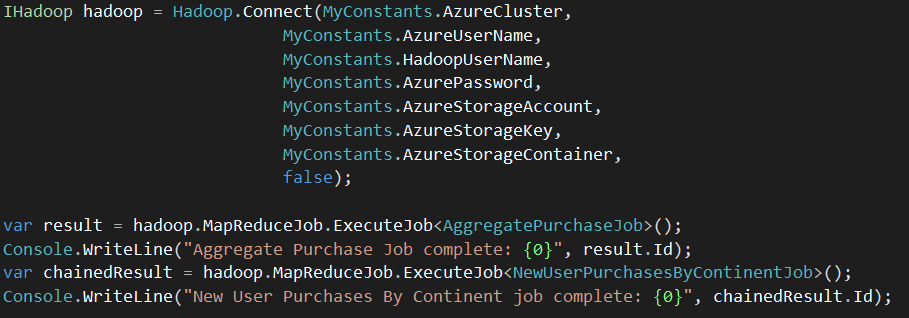 IHadoop hadoop = Hadoop.Connect(MyConstants.AzureCluster,
MyConstants.AzureUserName,
MyConstants.HadoopUserName,
MyConstants.AzurePassword,
MyConstants.AzureStorageAccount,
MyConstants.AzureStorageKey,
MyConstants.AzureStorageContainer,
false);
var result = hadoop.MapReduceJob.ExecuteJob<AggregatePurchaseJob>();
Console.WriteLine("Aggregate Purchase Job complete: {0}", result.Id);
var chainedResult = hadoop.MapReduceJob.ExecuteJob<NewUserPurchasesByContinentJob>();
Console.WriteLine("New User Purchases By Continent job complete: {0}", chainedResult.Id);